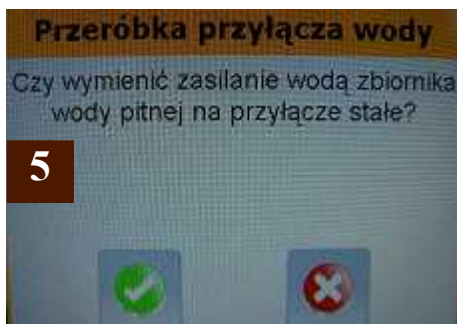 Przeróbka przyłącza wody
Czy wymienić zasilanie wodą zbiornika
wody pitnej na przyłącze stałe?
5